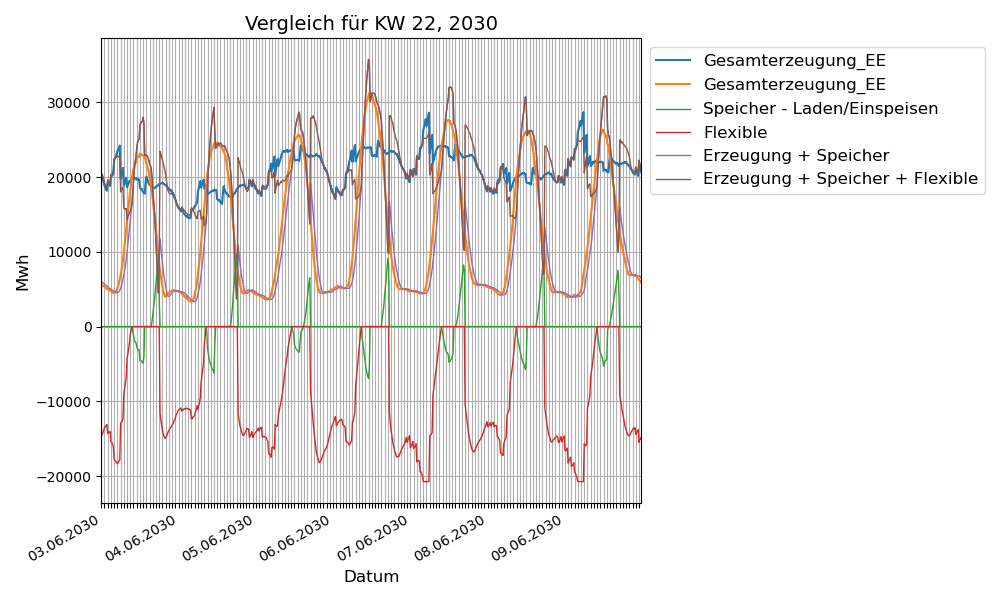 Vergleich für KW 22, 2030
Gesamterzeugung_EE
Gesamterzeugung_EE
Speicher - Laden/Einspeisen
Flexible
Erzeugung + Speicher
Erzeugung + Speicher + Flexible
Mwh
30000
20000
10000
0
−10000
−20000
03.06.2030
04.06.2030
05.06.2030
06.06.2030
07.06.2030
08.06.2030
09.06.2030
Datum